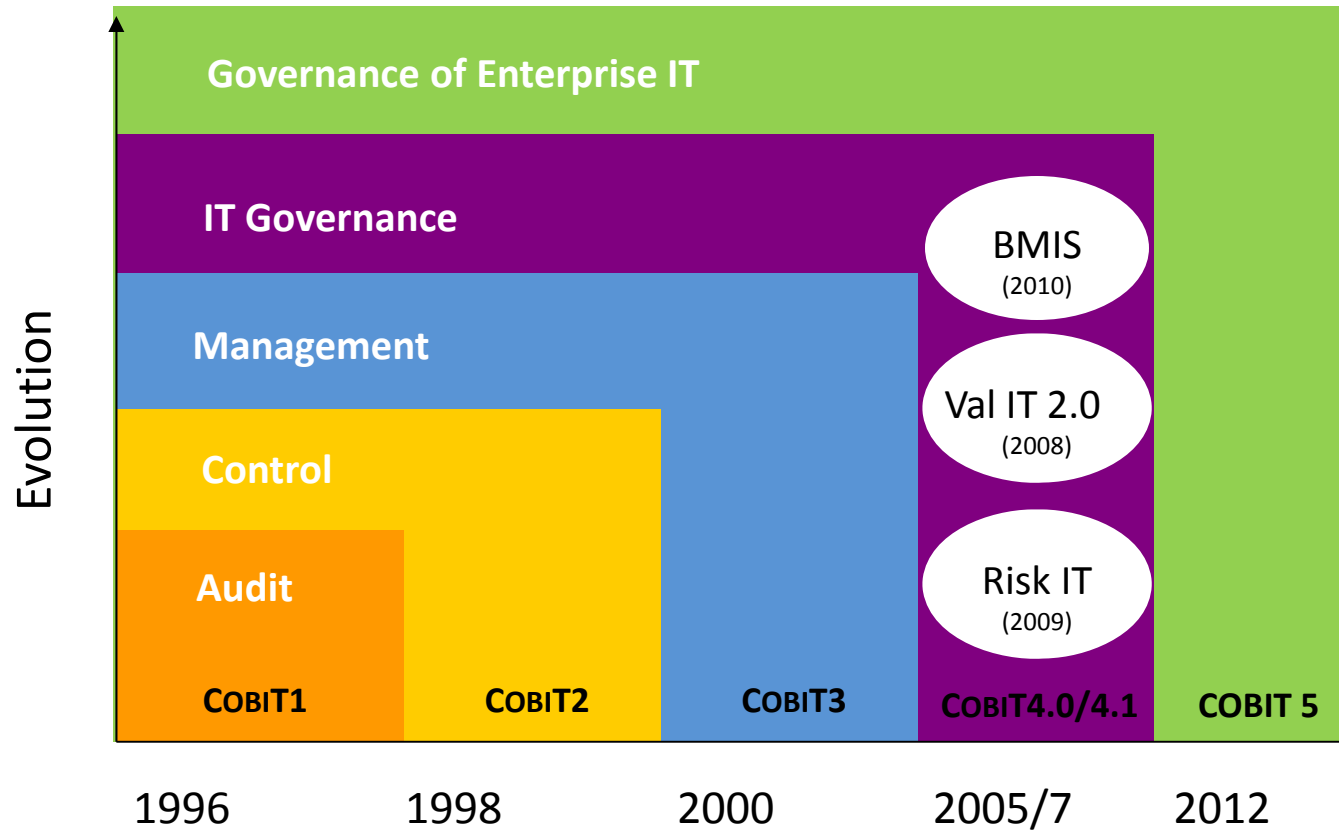 Governance of Enterprise IT
IT Governance
BMIS
(2010)
Management
Val IT 2.0
(2008)
Evolution
Control
Audit
Risk IT
(2009)
COBIT1
COBIT2
COBIT3
COBIT4.0/4.1
COBIT 5
1996
1998
2000
2005/7
2012